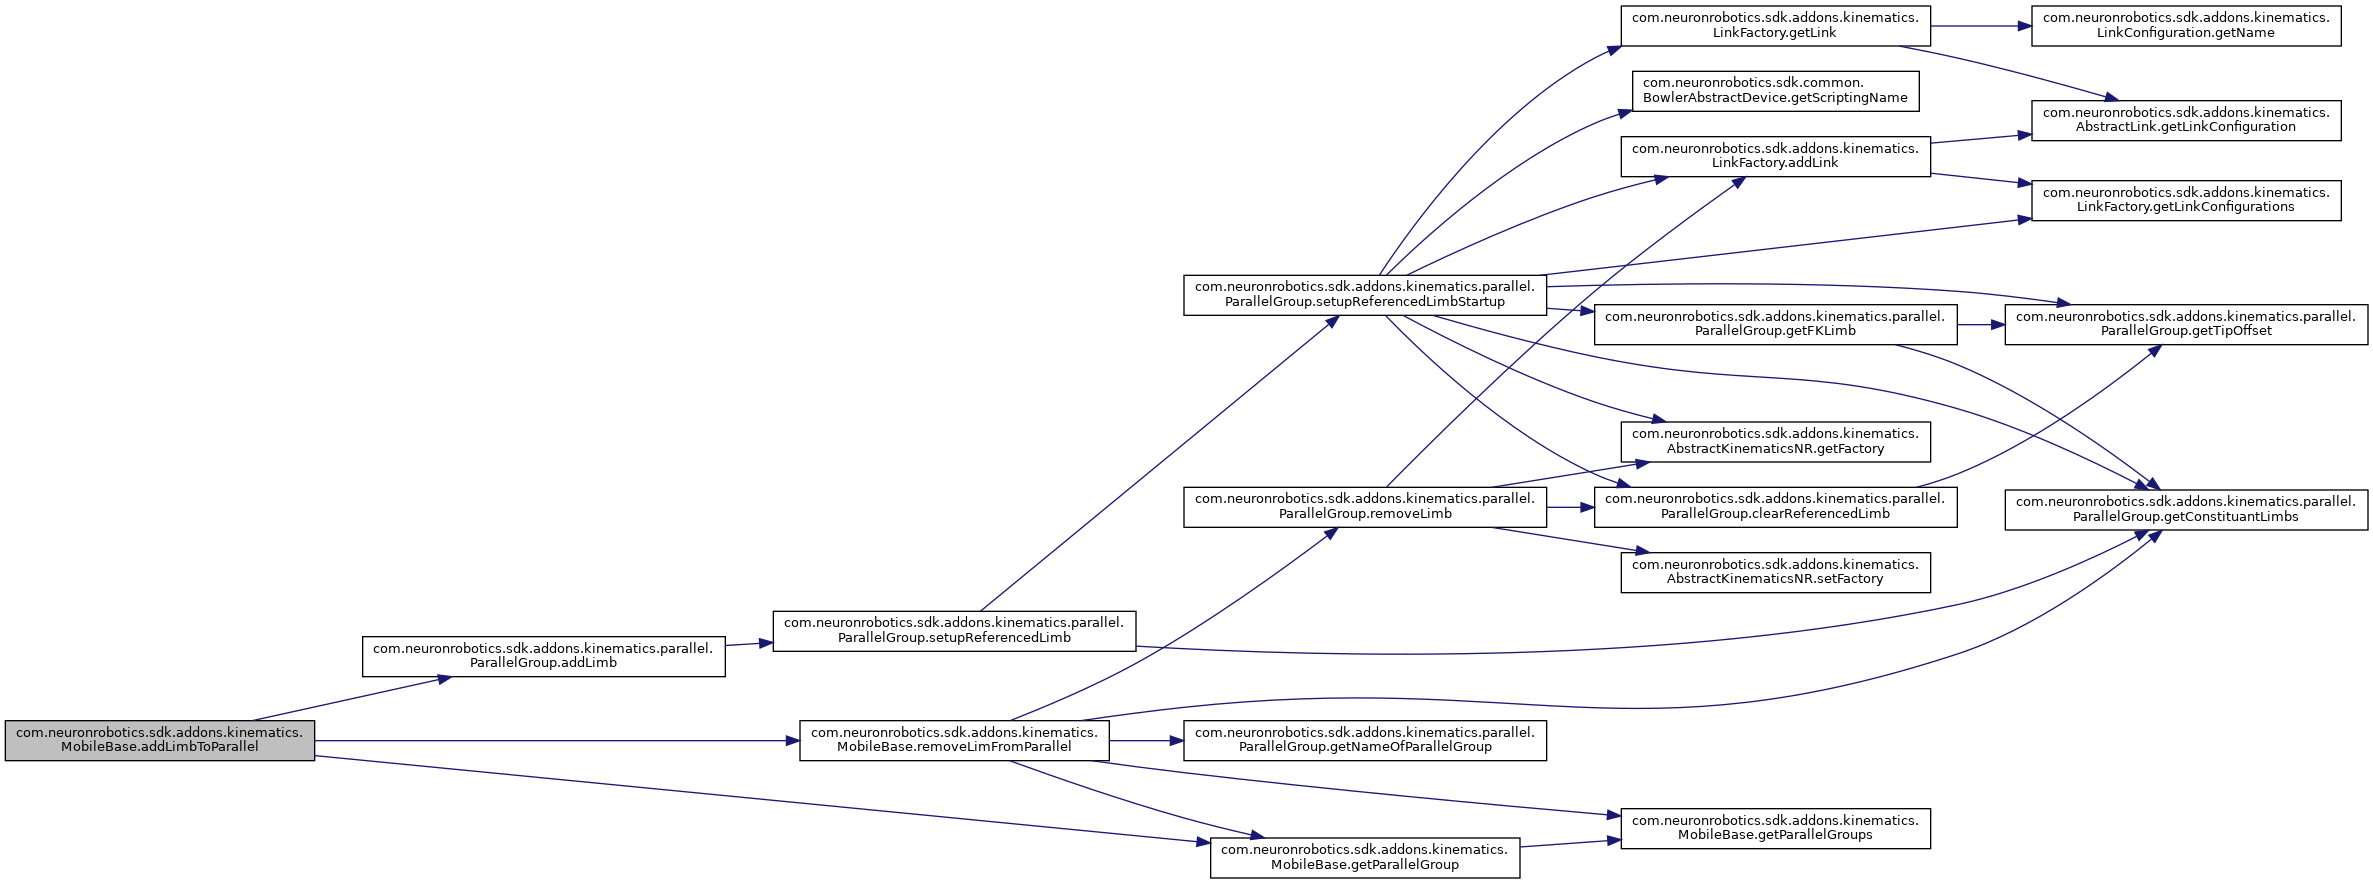 com.neuronrobotics.sdk.addons.kinematics.
LinkFactory.getLink
com.neuronrobotics.sdk.addons.kinematics.
LinkConfiguration.getName
com.neuronrobotics.sdk.common.
BowlerAbstractDevice.getScriptingName
com.neuronrobotics.sdk.addons.kinematics.
AbstractLink.getLinkConfiguration
com.neuronrobotics.sdk.addons.kinematics.
LinkFactory.addLink
com.neuronrobotics.sdk.addons.kinematics.
LinkFactory.getLinkConfigurations
com.neuronrobotics.sdk.addons.kinematics.parallel.
ParallelGroup.setupReferencedLimbStartup
com.neuronrobotics.sdk.addons.kinematics.parallel.
ParallelGroup.getFKLimb
com.neuronrobotics.sdk.addons.kinematics.parallel.
ParallelGroup.getTipOffset
com.neuronrobotics.sdk.addons.kinematics.
AbstractKinematicsNR.getFactory
com.neuronrobotics.sdk.addons.kinematics.parallel.
ParallelGroup.removeLimb
com.neuronrobotics.sdk.addons.kinematics.parallel.
ParallelGroup.clearReferencedLimb
com.neuronrobotics.sdk.addons.kinematics.parallel.
ParallelGroup.getConstituantLimbs
com.neuronrobotics.sdk.addons.kinematics.
AbstractKinematicsNR.setFactory
com.neuronrobotics.sdk.addons.kinematics.parallel.
ParallelGroup.setupReferencedLimb
com.neuronrobotics.sdk.addons.kinematics.parallel.
ParallelGroup.addLimb
com.neuronrobotics.sdk.addons.kinematics.
MobileBase.addLimbToParallel
com.neuronrobotics.sdk.addons.kinematics.
MobileBase.removeLimFromParallel
com.neuronrobotics.sdk.addons.kinematics.parallel.
ParallelGroup.getNameOfParallelGroup
com.neuronrobotics.sdk.addons.kinematics.
MobileBase.getParallelGroups
com.neuronrobotics.sdk.addons.kinematics.
MobileBase.getParallelGroup